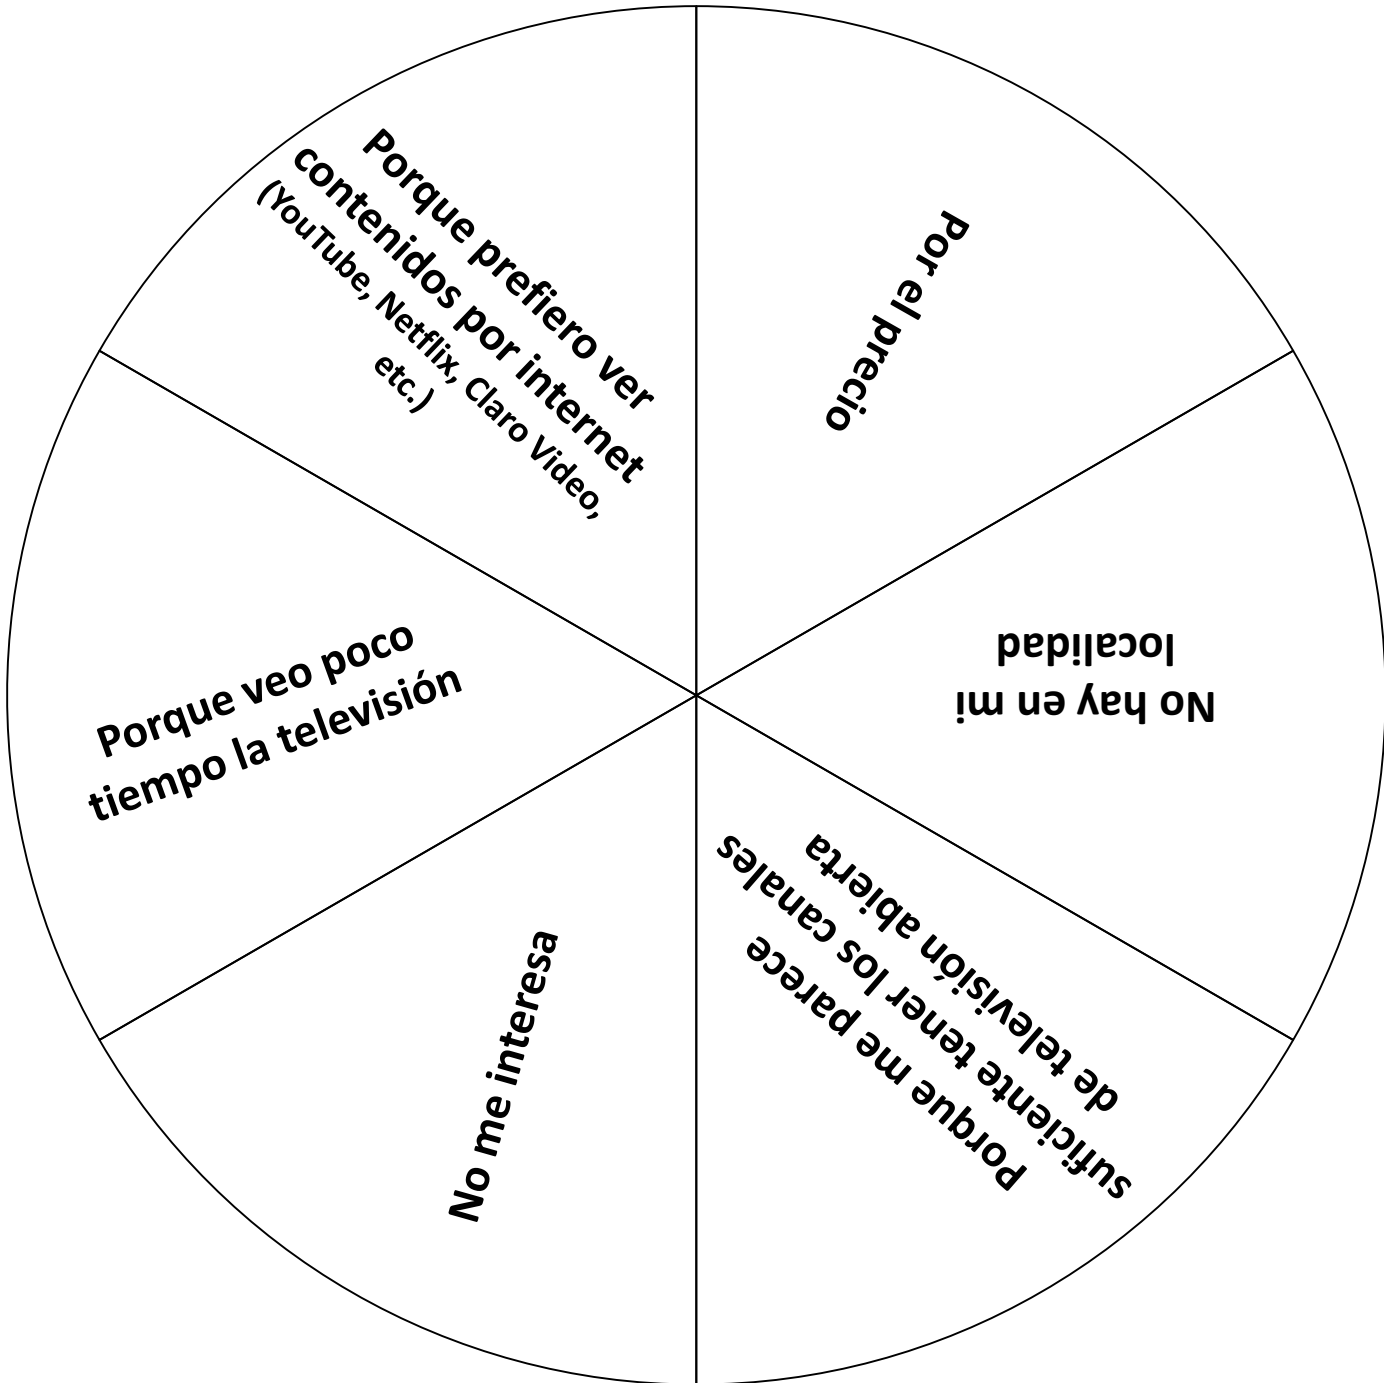 Por el precio
No hay en mi
localidad
Porque me parece
suficiente tener los canales
de televisión abierta
No me interesa
Porque veo poco
tiempo la televisión
Porque prefiero ver
contenidos por internet
(YouTube, Netflix, Claro Video,
etc.)